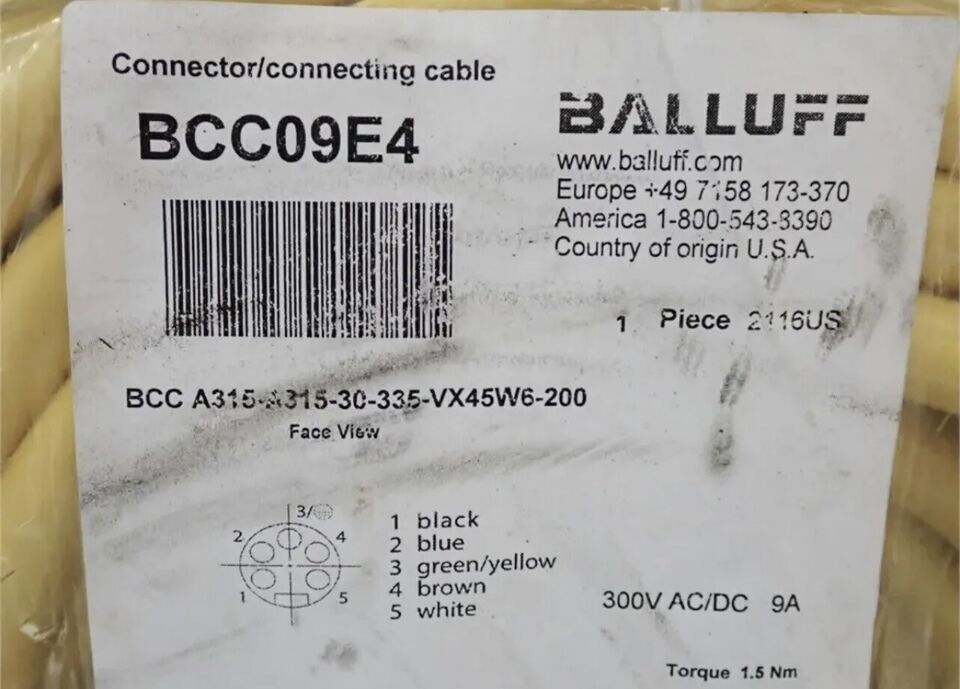 Connector/connecting cable
BCC09E4
BALLUFF
www.balluff.com
Europe +49 7158 173-370
America 1-800-543-8390
Country of origin U.S.A.
1 Piece 2116US
BCC A315-A315-30-335-VX45W6-200
Face View
3/
2 4
1 5
1 black
2 blue
3 green/yellow
4 brown
5 white
300V AC/DC 9A
Torque 1.5 Nm